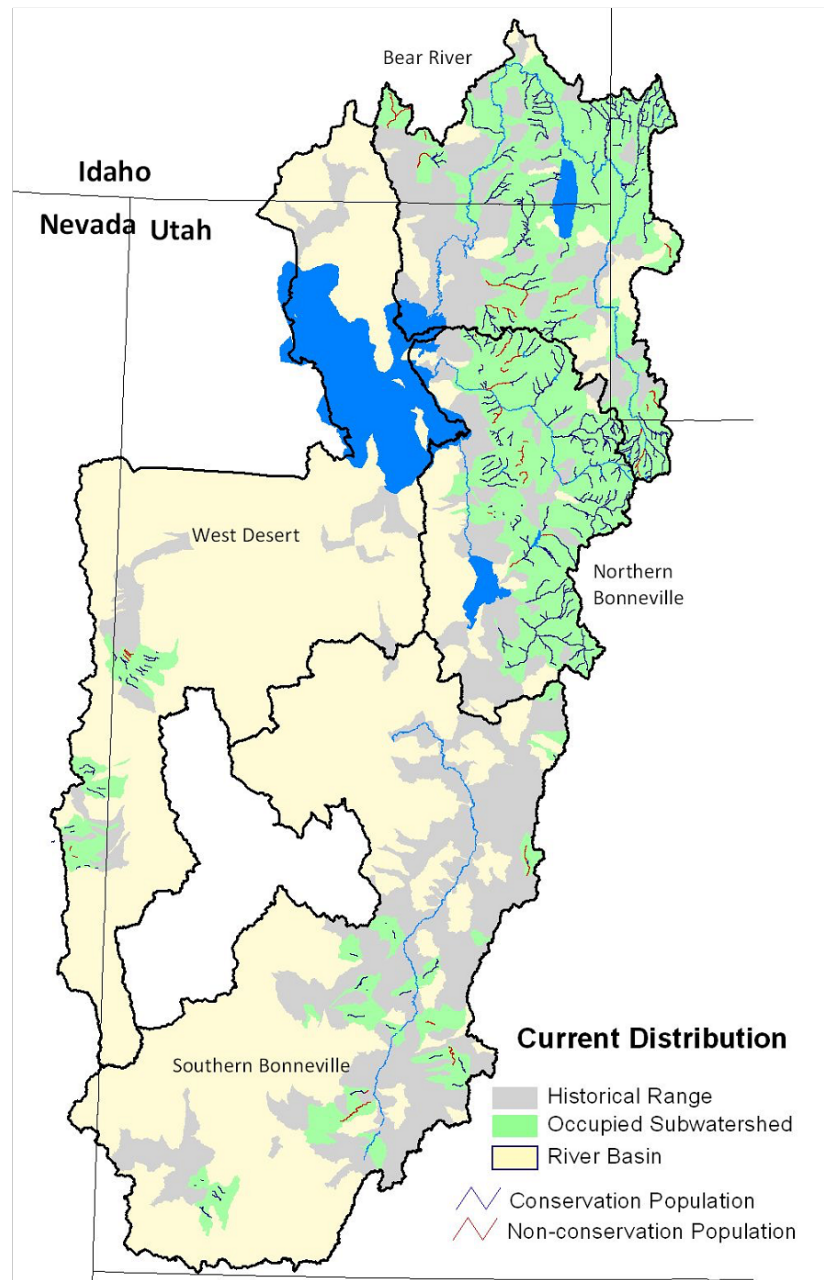 Bear River
Idaho
Nevada Utah
West Desert
Northern
Bonneville
Southern Bonneville
Current Distribution
Historical Range
Occupied Subwatershed
River Basin
Conservation Population
Non-conservation Population